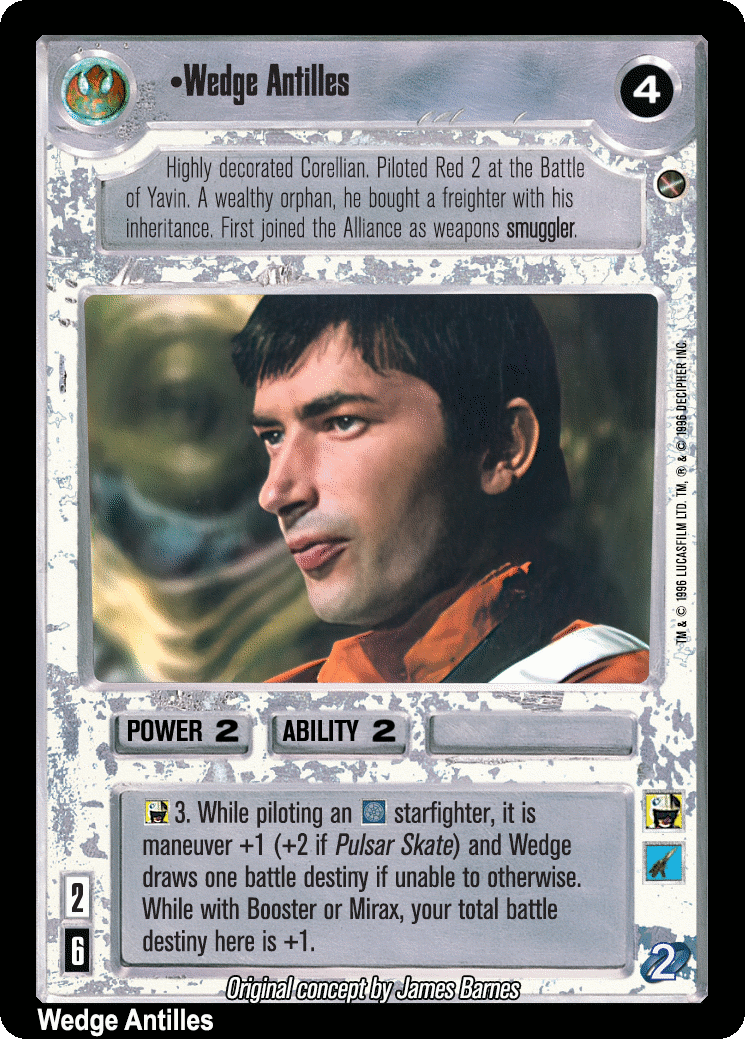 •Wedge Antilles
4
Highly decorated Corellian. Piloted Red 2 at the Battle
of Yavin. A wealthy orphan, he bought a freighter with his
inheritance. First joined the Alliance as weapons smuggler.
TM & © 1996 LUCASFILM LTD. TM, ® & © 1996 DECIPHER INC.
POWER 2
ABILITY 2
3. While piloting an starfighter, it is
maneuver +1 (+2 if Pulsar Skate) and Wedge
draws one battle destiny if unable to otherwise.
While with Booster or Mirax, your total battle
destiny here is +1.
2
6
2
Original concept by James Barnes
Wedge Antilles